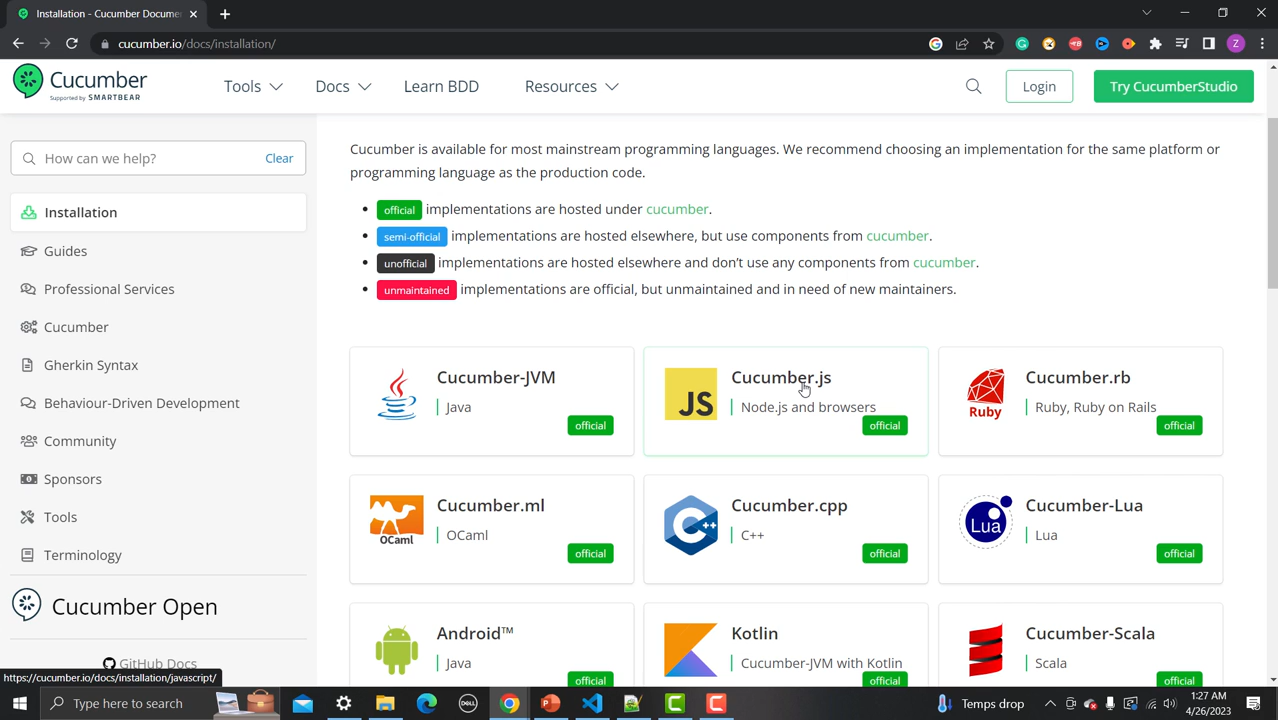 Installation - Cucumber Documen
cucumber.io/docs/installation/
Z
Cucumber
Supported by SMARTBEAR
Tools
Docs
Learn BDD
Resources
Login
Try CucumberStudio
How can we help?
Clear
Installation
Guides
Professional Services
Cucumber
Gherkin Syntax
Behaviour-Driven Development
Community
Sponsors
Tools
Terminology
Cucumber Open
GitHub Docs
https://cucumber.io/docs/installation/javascript/
Cucumber is available for most mainstream programming languages. We recommend choosing an implementation for the same platform or
programming language as the production code.
official implementations are hosted under cucumber.
semi-official implementations are hosted elsewhere, but use components from cucumber.
unofficial implementations are hosted elsewhere and don't use any components from cucumber.
unmaintained implementations are official, but unmaintained and in need of new maintainers.
Cucumber-JVM
Java
official
JS
Cucumber.js
Node.js and browsers
official
Ruby
Cucumber.rb
Ruby, Ruby on Rails
official
OCaml
Cucumber.ml
OCaml
official
C++
Cucumber.cpp
C++
official
Lua
Cucumber-Lua
Lua
official
Android™
Java
official
Kotlin
Cucumber-JVM with Kotlin
official
Cucumber-Scala
Scala
official
Type here to search
DELL
Temps drop
1:27 AM
4/26/2023